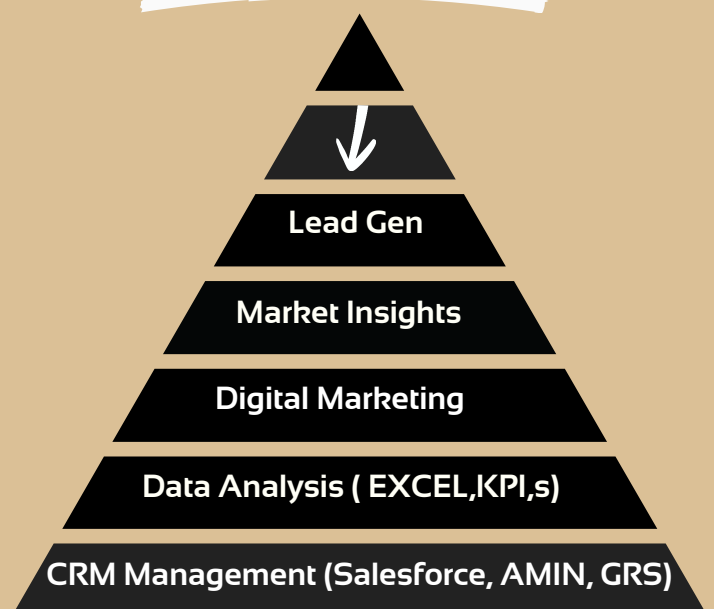 Lead Gen
Market Insights
Digital Marketing
Data Analysis ( EXCEL,KPI,s)
CRM Management (Salesforce, AMIN, GRS)